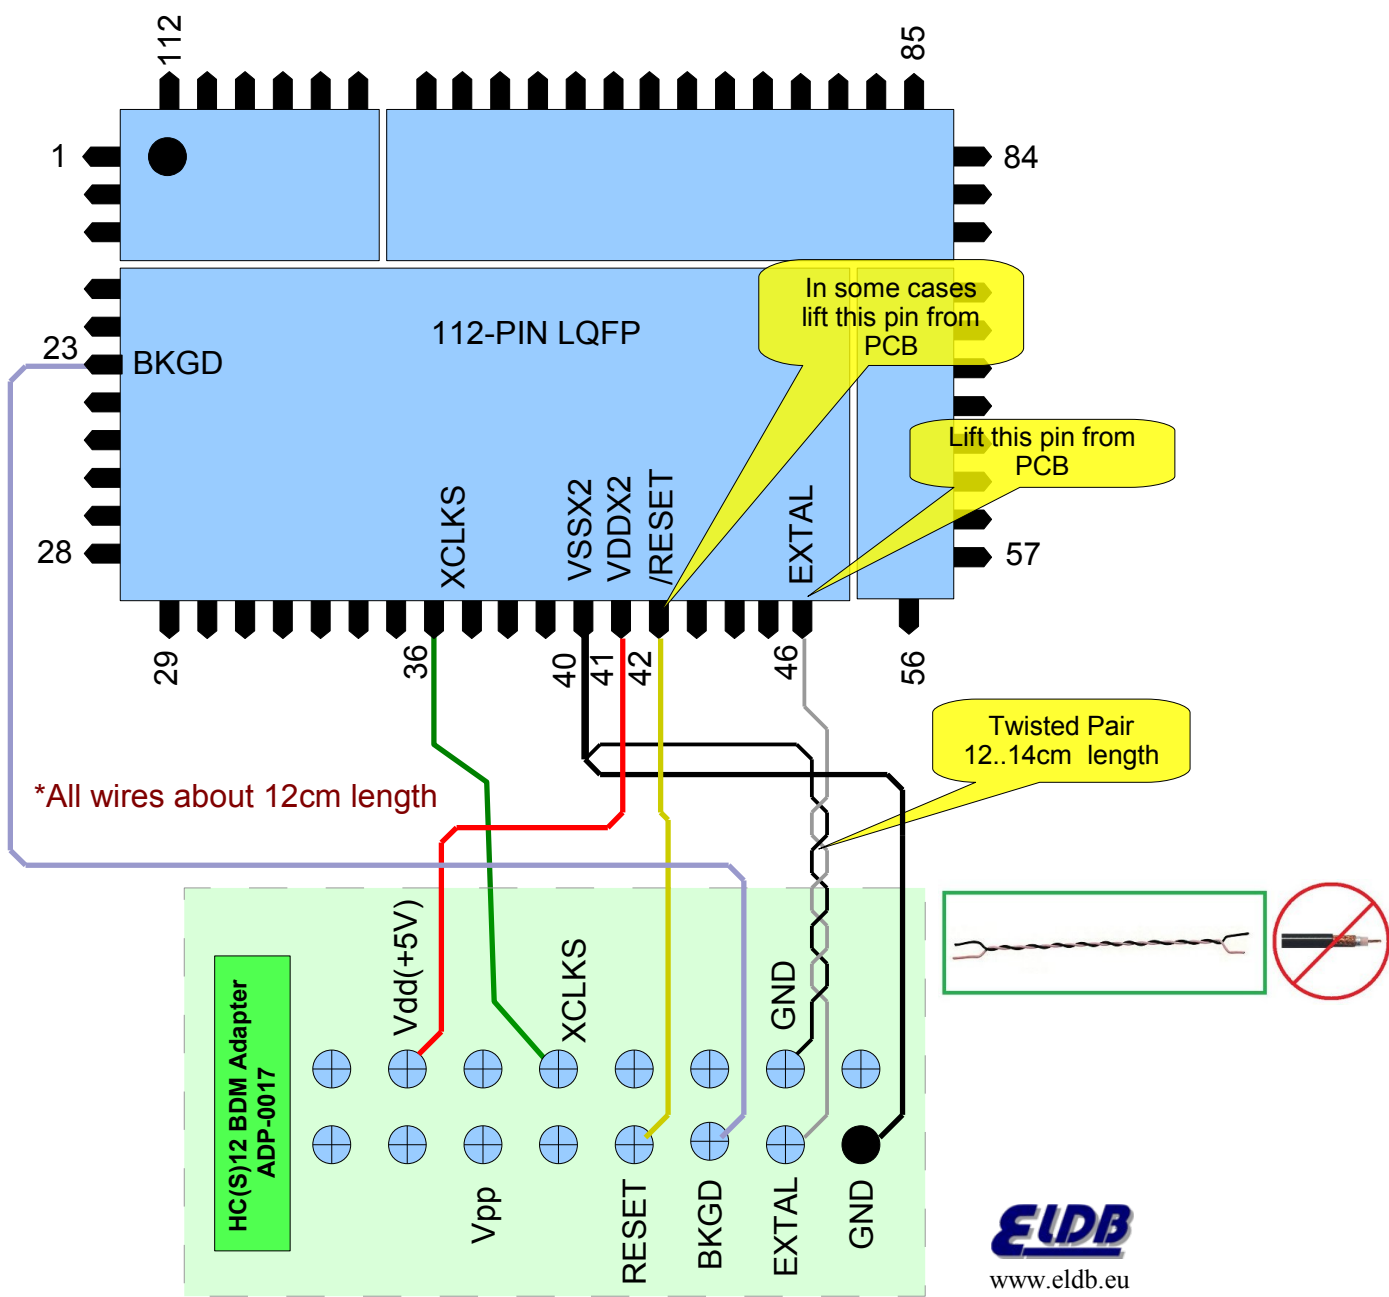 112
85
1
84
In some cases
lift this pin from
PCB
112-PIN LQFP
23
BKGD
Lift this pin from
PCB
28
57
XCLKS
VSSX2
VDDX2
/RESET
EXTAL
29
36
40
41
42
46
56
Twisted Pair
12..14cm length
*All wires about 12cm length
Vdd(+5V)
XCLKS
GND
HC(S)12 BDM Adapter
ADP-0017
Vpp
RESET
BKGD
EXTAL
GND
ELDB
www.eldb.eu